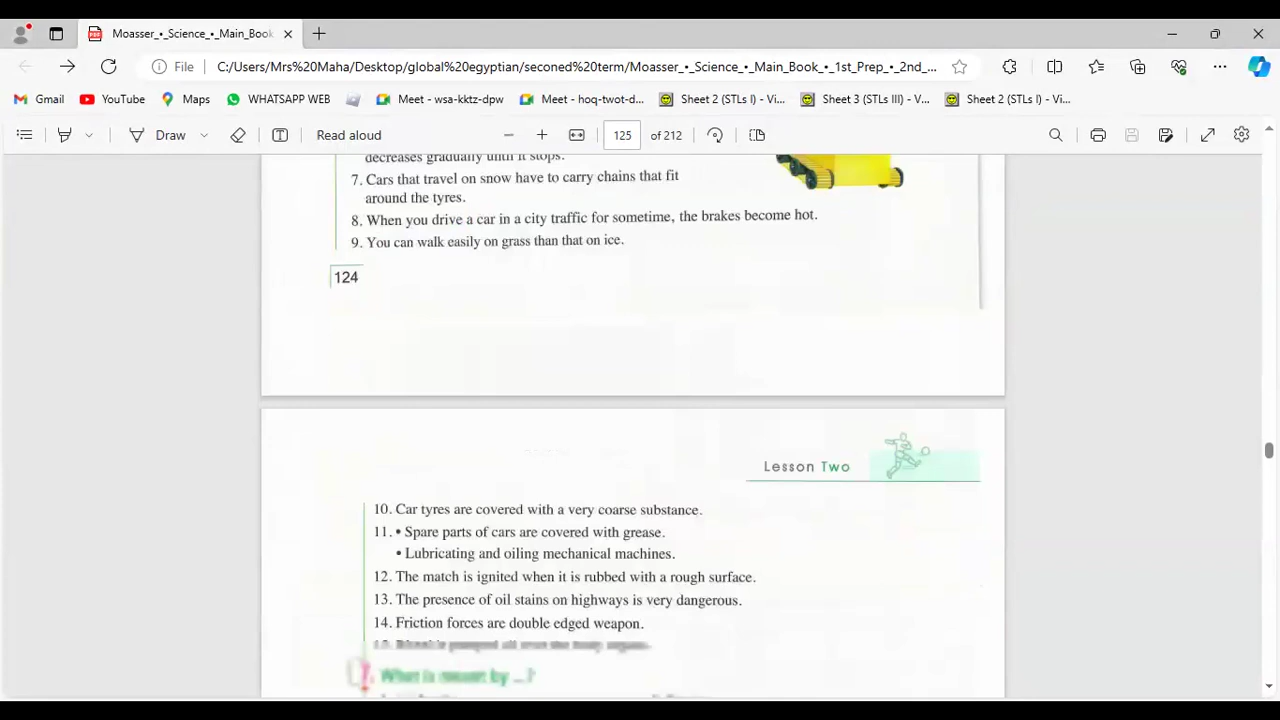 Moasser_•_Science_•_Main_Book
File
C:/Users/Mrs%20Maha/Desktop/global%20egyptian/seconed%20term/Moasser_•_Science_•_Main_Book_•_1st_Prep_•_2nd_...
Gmail
YouTube
Maps
WHATSAPP WEB
Meet - wsa-kktz-dpw
Meet - hoq-twot-d...
Sheet 2 (STLs I) - Vi...
Sheet 3 (STLs III) - V...
Sheet 2 (STLs I) - Vi...
Draw
Read aloud
125
of 212
decreases gradually until it stops.
7. Cars that travel on snow have to carry chains that fit
around the tyres.
8. When you drive a car in a city traffic for sometime, the brakes become hot.
9. You can walk easily on grass than that on ice.
124
Lesson Two
10. Car tyres are covered with a very coarse substance.
11. • Spare parts of cars are covered with grease.
• Lubricating and oiling mechanical machines.
12. The match is ignited when it is rubbed with a rough surface.
13. The presence of oil stains on highways is very dangerous.
14. Friction forces are double edged weapon.
What is meant by ...?